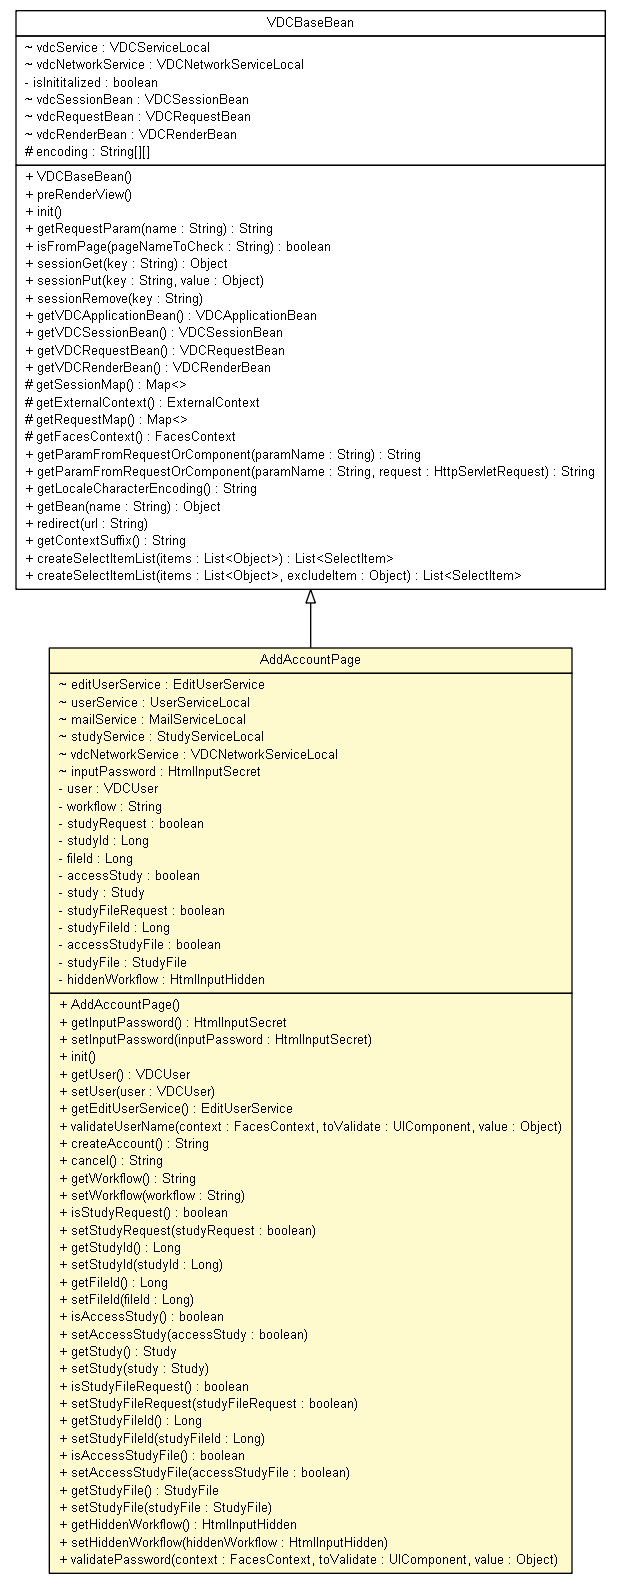 VDCBaseBean
~ vdcService : VDCServiceLocal
~ vdcNetworkService : VDCNetworkServiceLocal
- isInititalized : boolean
~ vdcSessionBean : VDCSessionBean
~ vdcRequestBean : VDCRequestBean
~ vdcRenderBean : VDCRenderBean
# encoding : String[][]
+ VDCBaseBean()
+ preRenderView()
+ init()
+ getRequestParam(name : String) : String
+ isFromPage(pageNameToCheck : String) : boolean
+ sessionGet(key : String) : Object
+ sessionPut(key : String, value : Object)
+ sessionRemove(key : String)
+ getVDCApplicationBean() : VDCApplicationBean
+ getVDCSessionBean() : VDCSessionBean
+ getVDCRequestBean() : VDCRequestBean
+ getVDCRenderBean() : VDCRenderBean
# getSessionMap() : Map<>
# getExternalContext() : ExternalContext
# getRequestMap() : Map<>
# getFacesContext() : FacesContext
+ getParamFromRequestOrComponent(paramName : String) : String
+ getParamFromRequestOrComponent(paramName : String, request : HttpServletRequest) : String
+ getLocaleCharacterEncoding() : String
+ getBean(name : String) : Object
+ redirect(url : String)
+ getContextSuffix() : String
+ createSelectItemList(items : List<Object>) : List<SelectItem>
+ createSelectItemList(items : List<Object>, excludeItem : Object) : List<SelectItem>
AddAccountPage
~ editUserService : EditUserService
~ userService : UserServiceLocal
~ mailService : MailServiceLocal
~ studyService : StudyServiceLocal
~ vdcNetworkService : VDCNetworkServiceLocal
~ inputPassword : HtmlInputSecret
- user : VDCUser
- workflow : String
- studyRequest : boolean
- studyId : Long
- fileId : Long
- accessStudy : boolean
- study : Study
- studyFileRequest : boolean
- studyFileId : Long
- accessStudyFile : boolean
- studyFile : StudyFile
- hiddenWorkflow : HtmlInputHidden
+ AddAccountPage()
+ getInputPassword() : HtmlInputSecret
+ setInputPassword(inputPassword : HtmlInputSecret)
+ init()
+ getUser() : VDCUser
+ setUser(user : VDCUser)
+ getEditUserService() : EditUserService
+ validateUserName(context : FacesContext, toValidate : UIComponent, value : Object)
+ createAccount() : String
+ cancel() : String
+ getWorkflow() : String
+ setWorkflow(workflow : String)
+ isStudyRequest() : boolean
+ setStudyRequest(studyRequest : boolean)
+ getStudyId() : Long
+ setStudyId(studyId : Long)
+ getFileId() : Long
+ setFileId(fileId : Long)
+ isAccessStudy() : boolean
+ setAccessStudy(accessStudy : boolean)
+ getStudy() : Study
+ setStudy(study : Study)
+ isStudyFileRequest() : boolean
+ setStudyFileRequest(studyFileRequest : boolean)
+ getStudyFileId() : Long
+ setStudyFileId(studyFileId : Long)
+ isAccessStudyFile() : boolean
+ setAccessStudyFile(accessStudyFile : boolean)
+ getStudyFile() : StudyFile
+ setStudyFile(studyFile : StudyFile)
+ getHiddenWorkflow() : HtmlInputHidden
+ setHiddenWorkflow(hiddenWorkflow : HtmlInputHidden)
+ validatePassword(context : FacesContext, toValidate : UIComponent, value : Object)